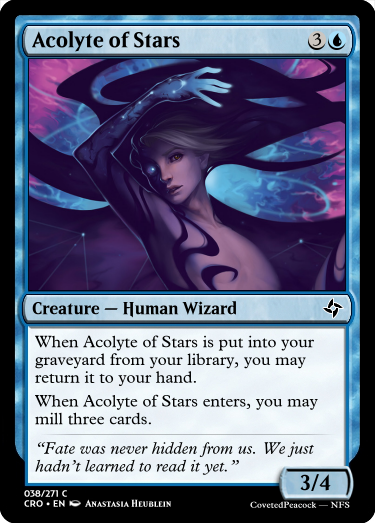 Acolyte of Stars 3
Creature — Human Wizard
When Acolyte of Stars is put into your
graveyard from your library, you may
return it to your hand.
When Acolyte of Stars enters, you may
mill three cards.
“Fate was never hidden from us. We just
hadn’t learned to read it yet.”
3/4
038/271 C
CRO • EN Anastasia Heublein
CovetedPeacock — NFS